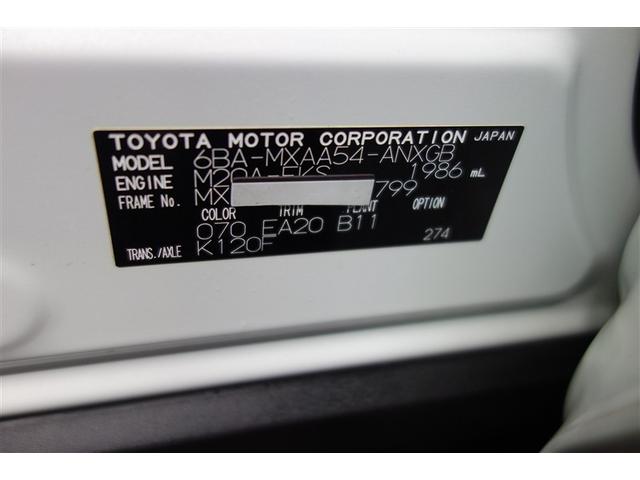 TOYOTA MOTOR CORPORATION JAPAN
MODEL 6BA-MXAA54-ANXGB
ENGINE M20A-FKS 1986 mL
FRAME No. MX 799
COLOR TRIM PLANT
070 EA20 B11
TRANS./AXLE K120F 274